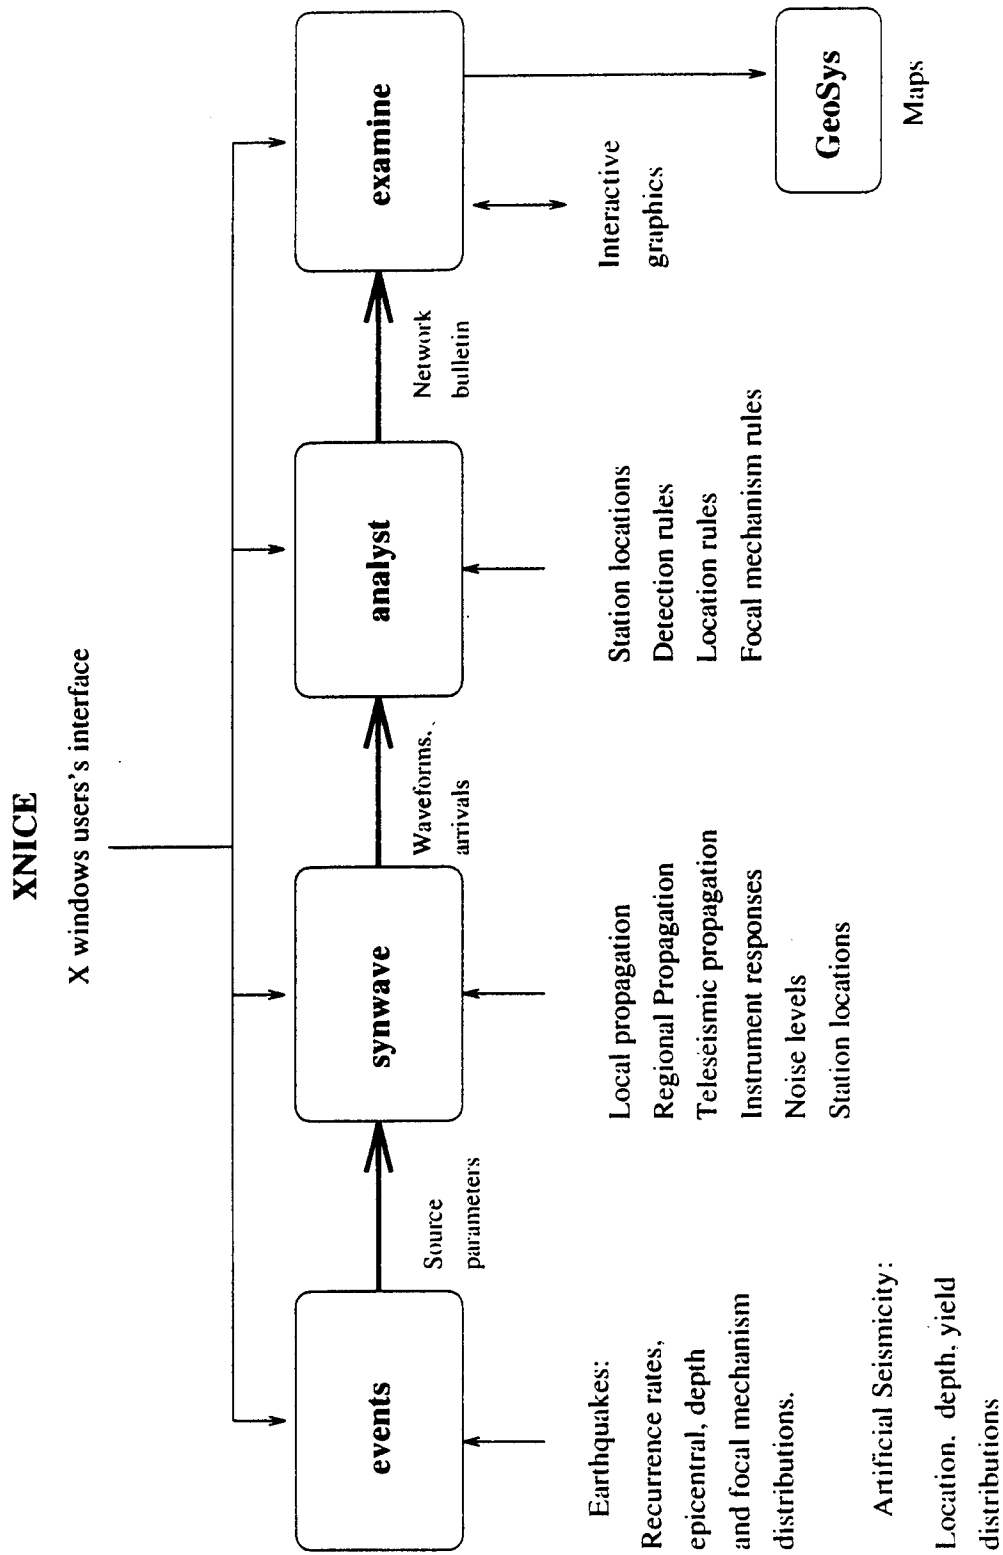 XNICE
X windows users's interface
events
Source
parameters
synwave
Waveforms,
arrivals
analyst
Network
bulletin
examine
Earthquakes:
Recurrence rates,
epicentral, depth
and focal mechanism
distributions.
Artificial Seismicity:
Location, depth, yield
distributions
Local propagation
Regional Propagation
Teleseismic propagation
Instrument responses
Noise levels
Station locations
Station locations
Detection rules
Location rules
Focal mechanism rules
Interactive
graphics
GeoSys
Maps